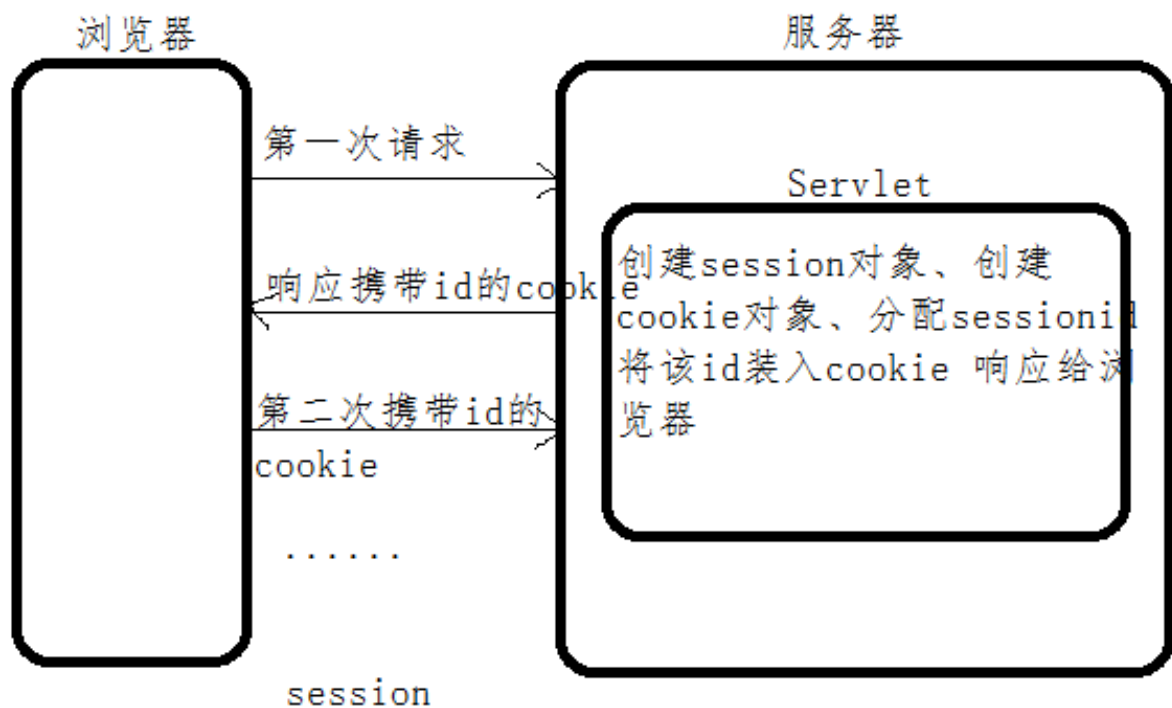 浏览器
服务器
第一次请求
Servlet
响应携带id的cookie
创建session对象、创建
cookie对象、分配sessionid
将该id装入cookie 响应给浏
览器
第二次携带id的
cookie
......
session